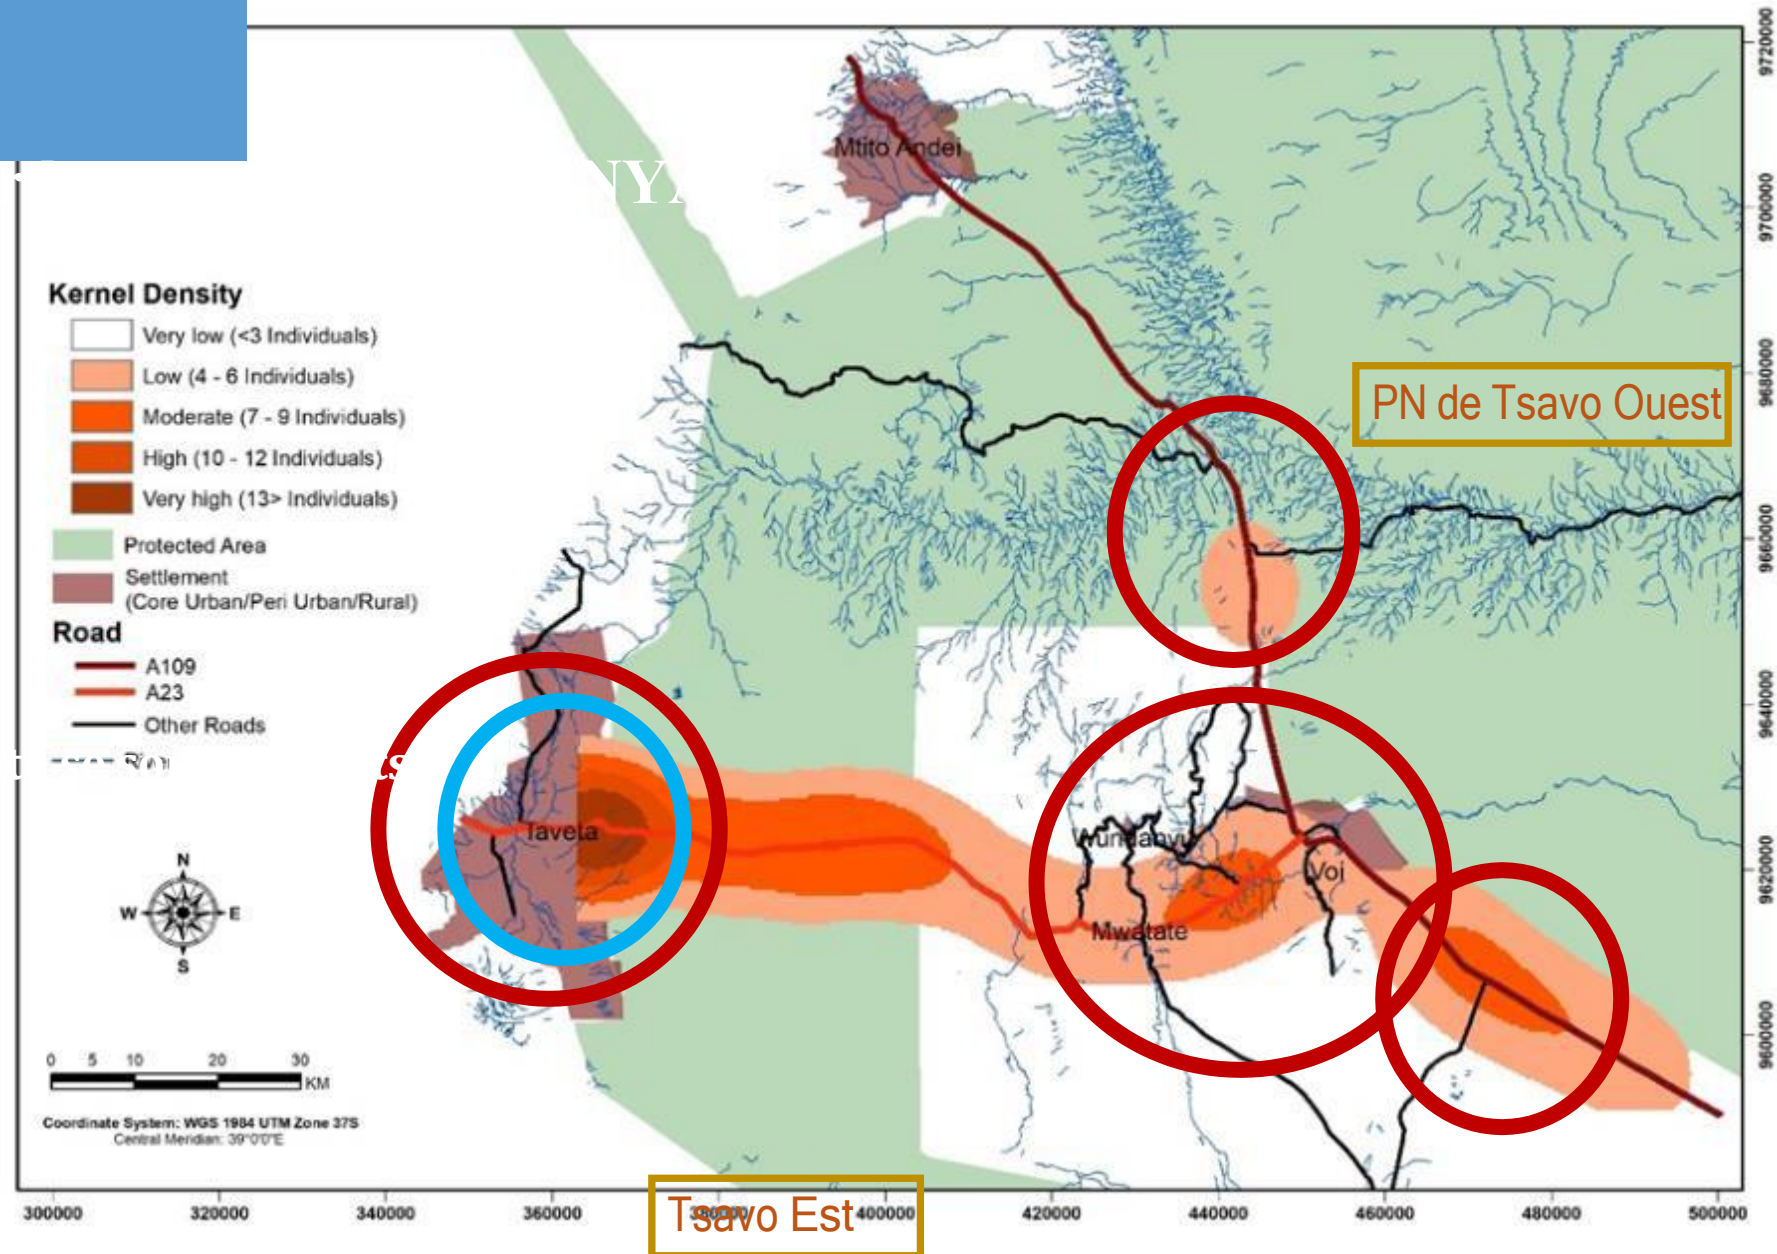 NY
Mtito Andei
Kernel Density
Very low (<3 Individuals)
Low (4 - 6 Individuals)
Moderate (7 - 9 Individuals)
High (10 - 12 Individuals)
Very high (13> Individuals)
Protected Area
Settlement
(Core Urban/Peri Urban/Rural)
Road
A109
A23
Other Roads
PN de Tsavo Ouest
Taveta
Wundanyi
Voi
Mwatate
N
W
E
S
0 5 10 20 30
KM
Coordinate System: WGS 1984 UTM Zone 37S
Central Meridian: 39°0'0"E
Tsavo Est
300000 320000 340000 360000 380000 400000 420000 440000 460000 480000 500000
9720000
9700000
9680000
9660000
9640000
9620000
9600000